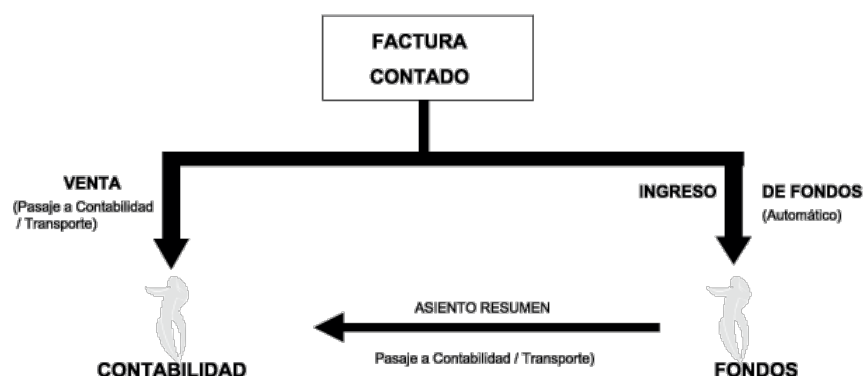 FACTURA
CONTADO
VENTA
(Pasaje a Contabilidad
/ Transporte)
INGRESO DE FONDOS
(Automático)
ASIENTO RESUMEN
Pasaje a Contabilidad / Transporte)
CONTABILIDAD
FONDOS